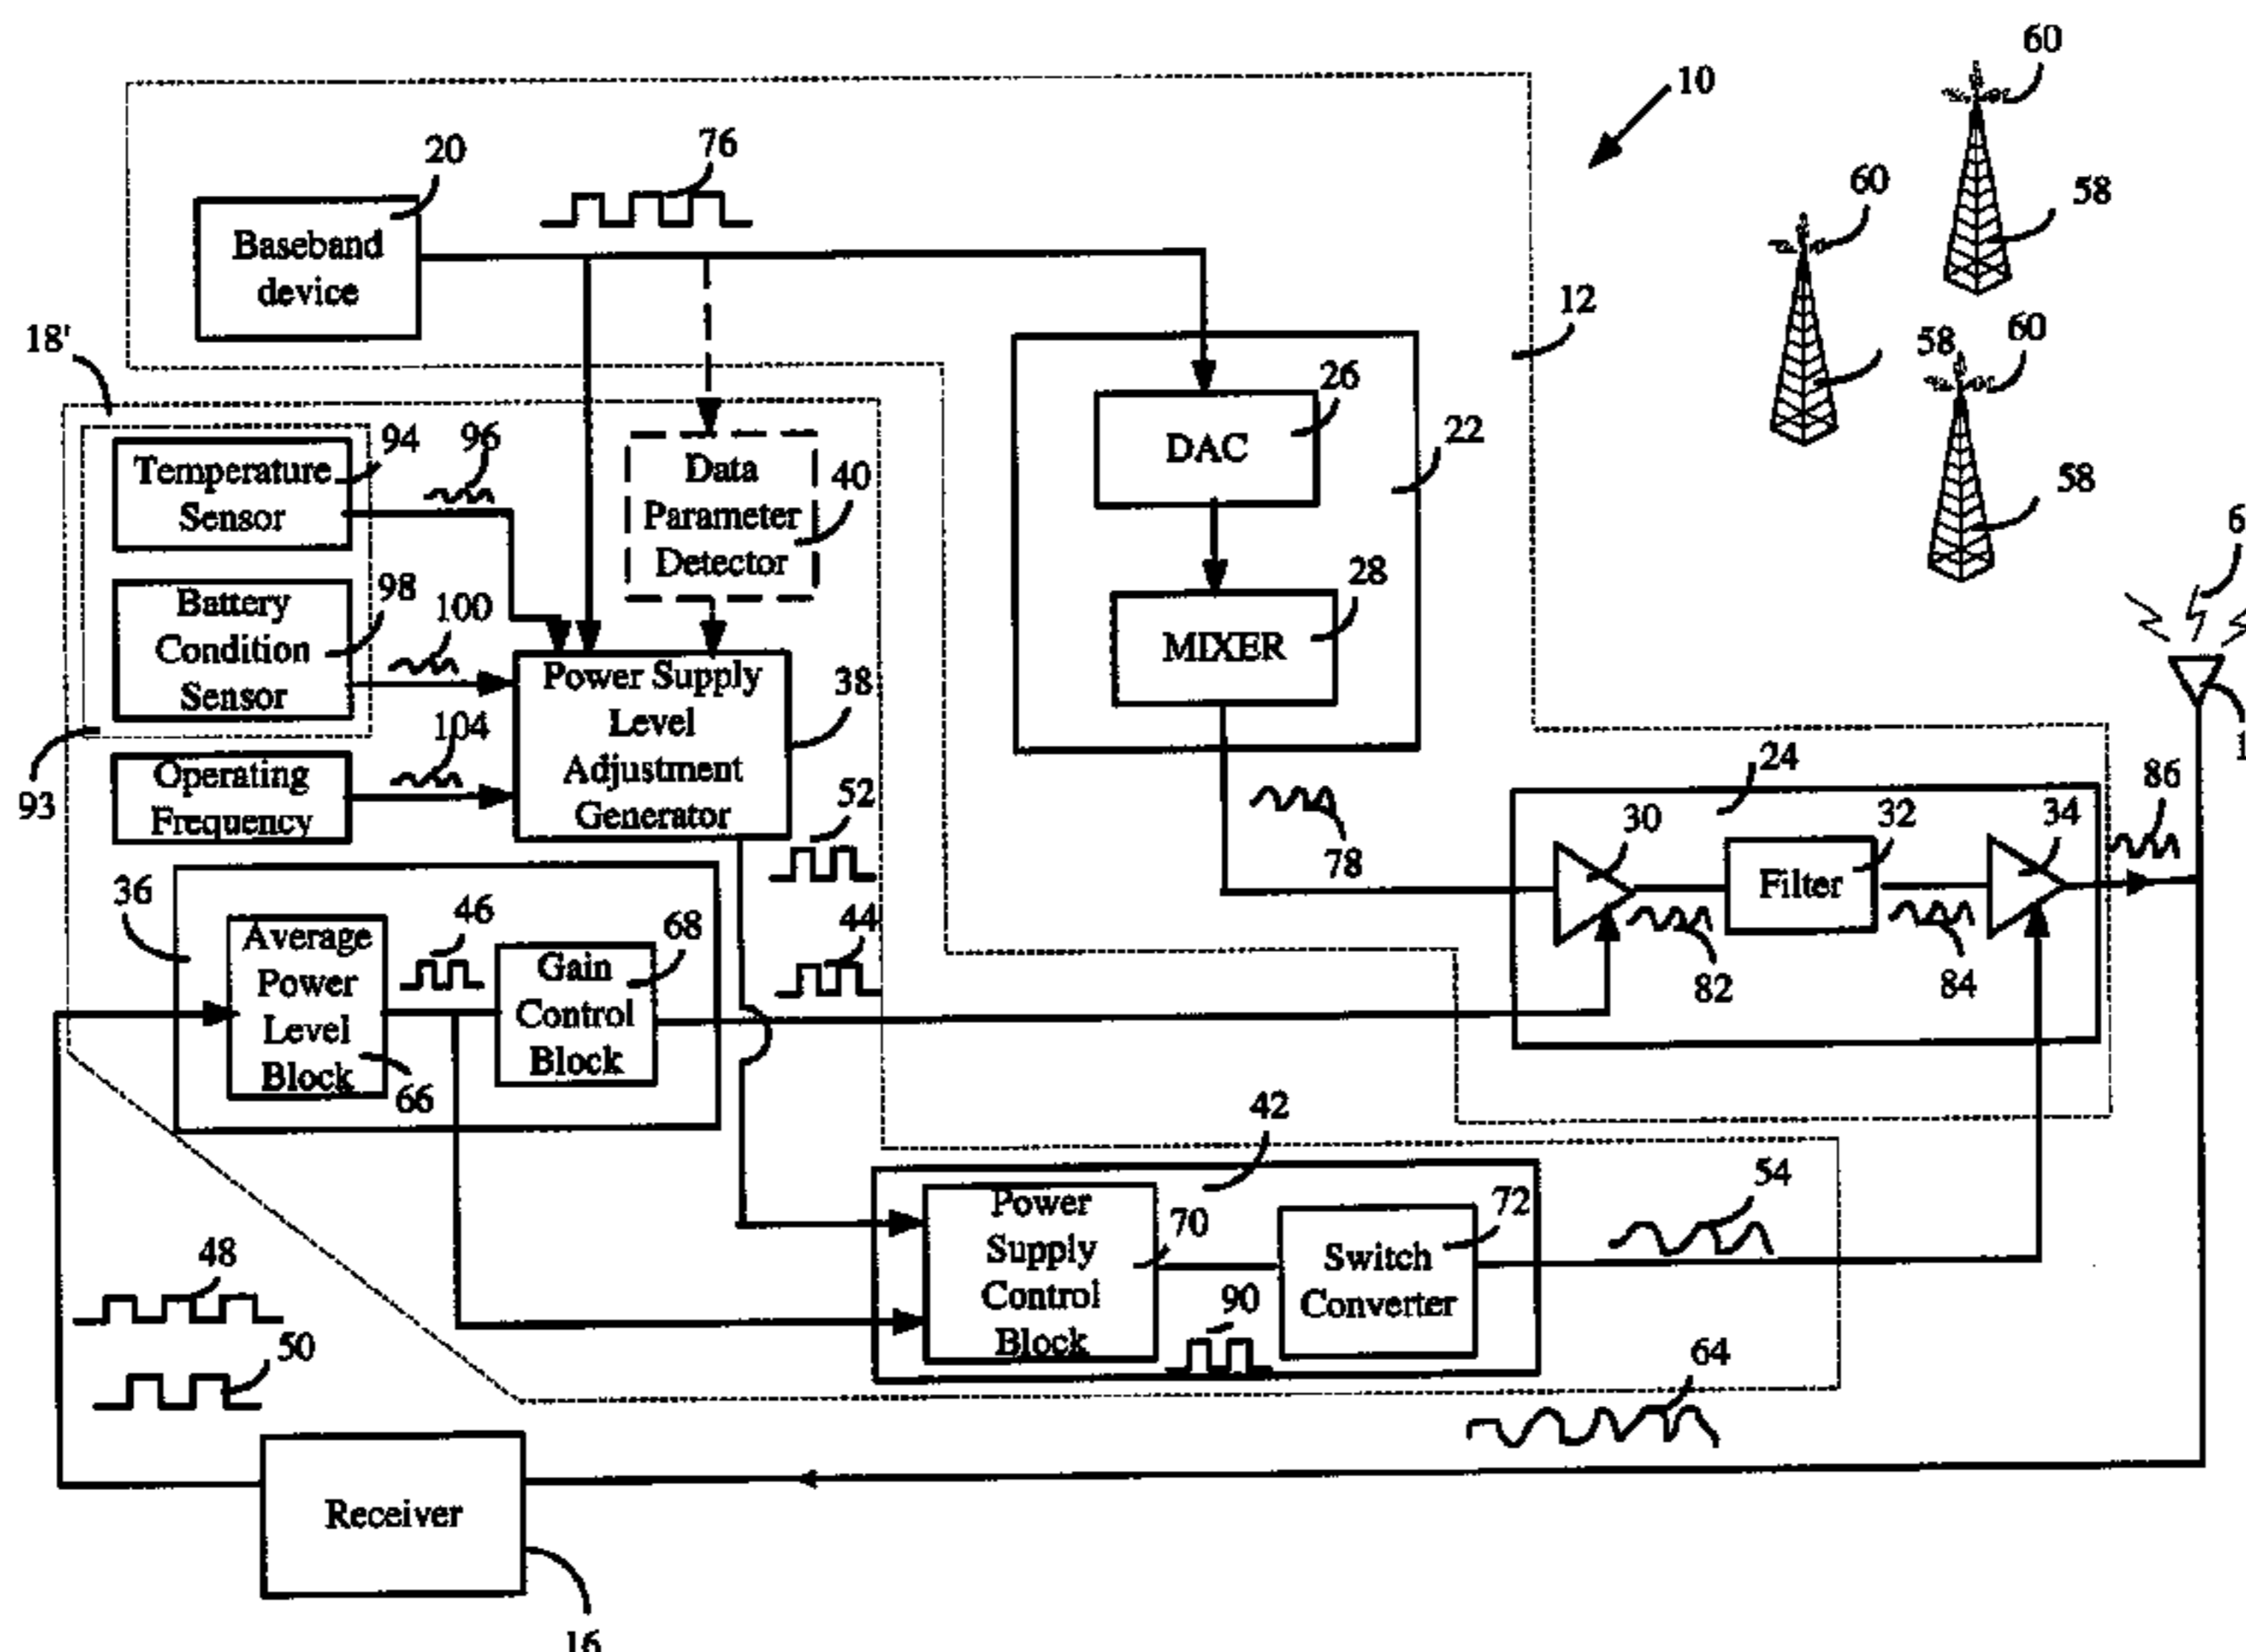 60
10
20
76
60
58
Baseband
device
12
18'
58
60
26
94
96
22
DAC
Temperature
Sensor
Data
Parameter
Detector
40
58
6
28
Battery
Condition
Sensor
98
100
MIXER
Power Supply
Level
Adjustment
Generator
38
104
1
93
Operating
Frequency
24
86
52
30
32
34
78
36
Filter
46
44
68
Average
Power
Level
Block
66
Gain
Control
Block
82
84
42
54
72
Power
Supply
Control
Block
70
48
Switch
Converter
90
50
64
Receiver
16